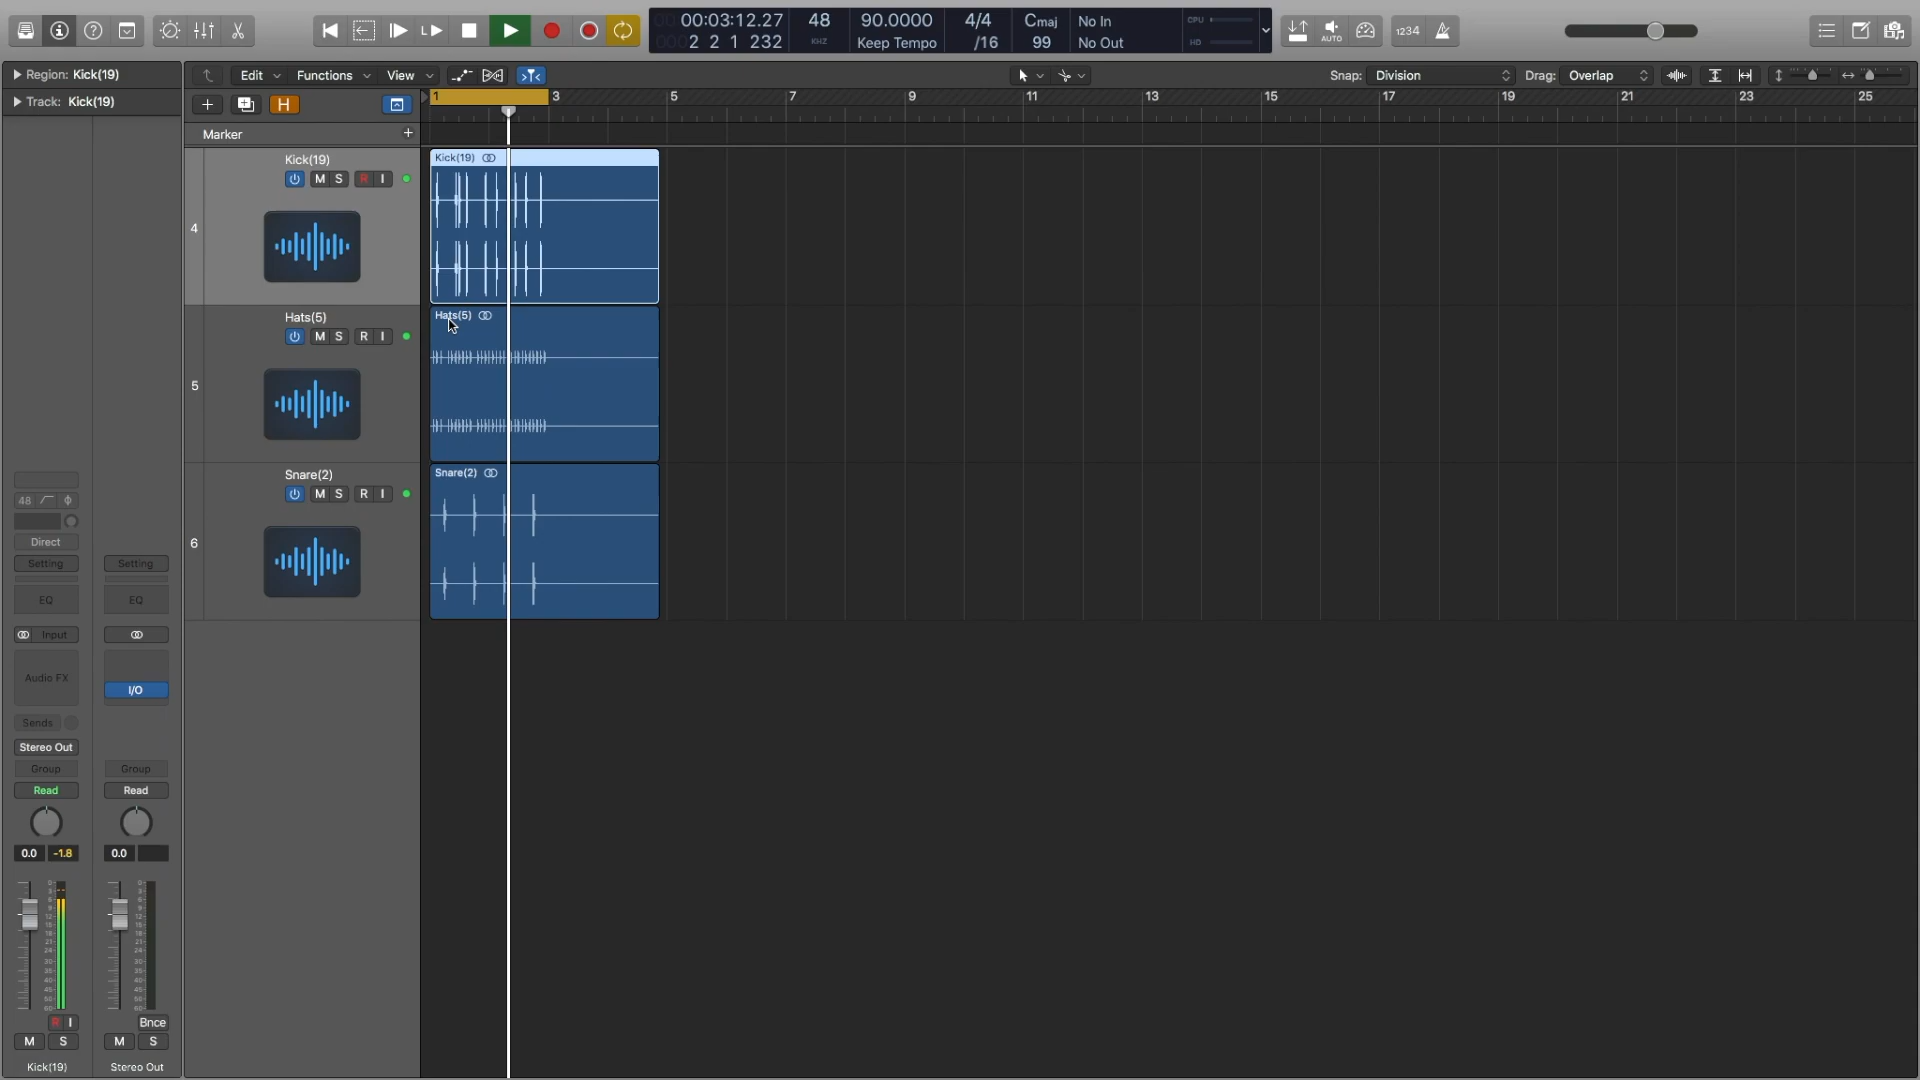 AUTO
1234
00:03:12.27
2 2 1 232
48
KHZ
90.0000
Keep Tempo
4/4
/16
Cmaj
99
No In
No Out
CPU
HD
Region: Kick(19)
Edit
Functions
View
Snap: Division
Drag: Overlap
Track: Kick(19)
H
1 3 5 7 9 11 13 15 17 19 21 23 25
Marker
4
Kick(19)
M S R I
Kick(19)
5
Hats(5)
M S R I
Hats(5)
6
Snare(2)
M S R I
Snare(2)
48
Direct
Setting Setting
EQ EQ
Input
Audio FX
I/O
Sends
Stereo Out
Group Group
Read Read
0.0 -1.8 0.0
R I Bnce
M S M S
Kick(19) Stereo Out